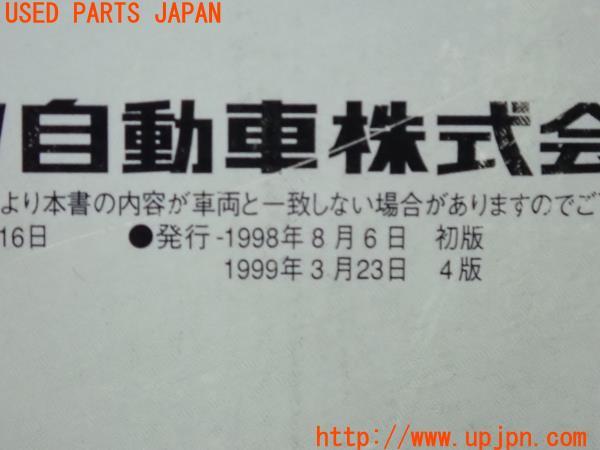 USED PARTS JAPAN
自動車株式会
より本書の内容が車両と一致しない場合がありますのでご
16日 ●発行-1998年8月6日 初版
1999年3月23日 4版
http://www.upjpn.com/